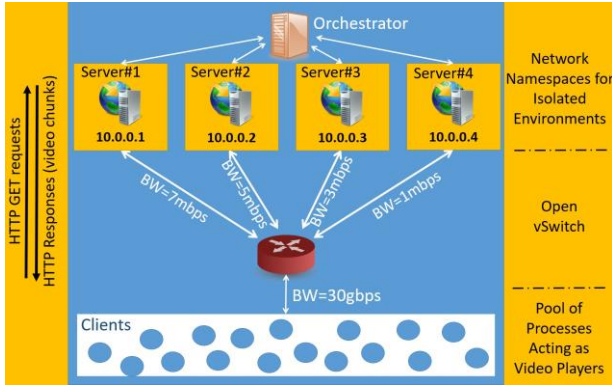 Orchestrator
Server#1
Server#2
Server#3
Server#4
10.0.0.1
10.0.0.2
10.0.0.3
10.0.0.4
HTTP GET requests
HTTP Responses (video chunks)
BW=7mbps
BW=5mbps
BW=3mbps
BW=1mbps
BW=30gbps
Clients
Network
Namespaces for
Isolated
Environments
Open
vSwitch
Pool of
Processes
Acting as
Video Players